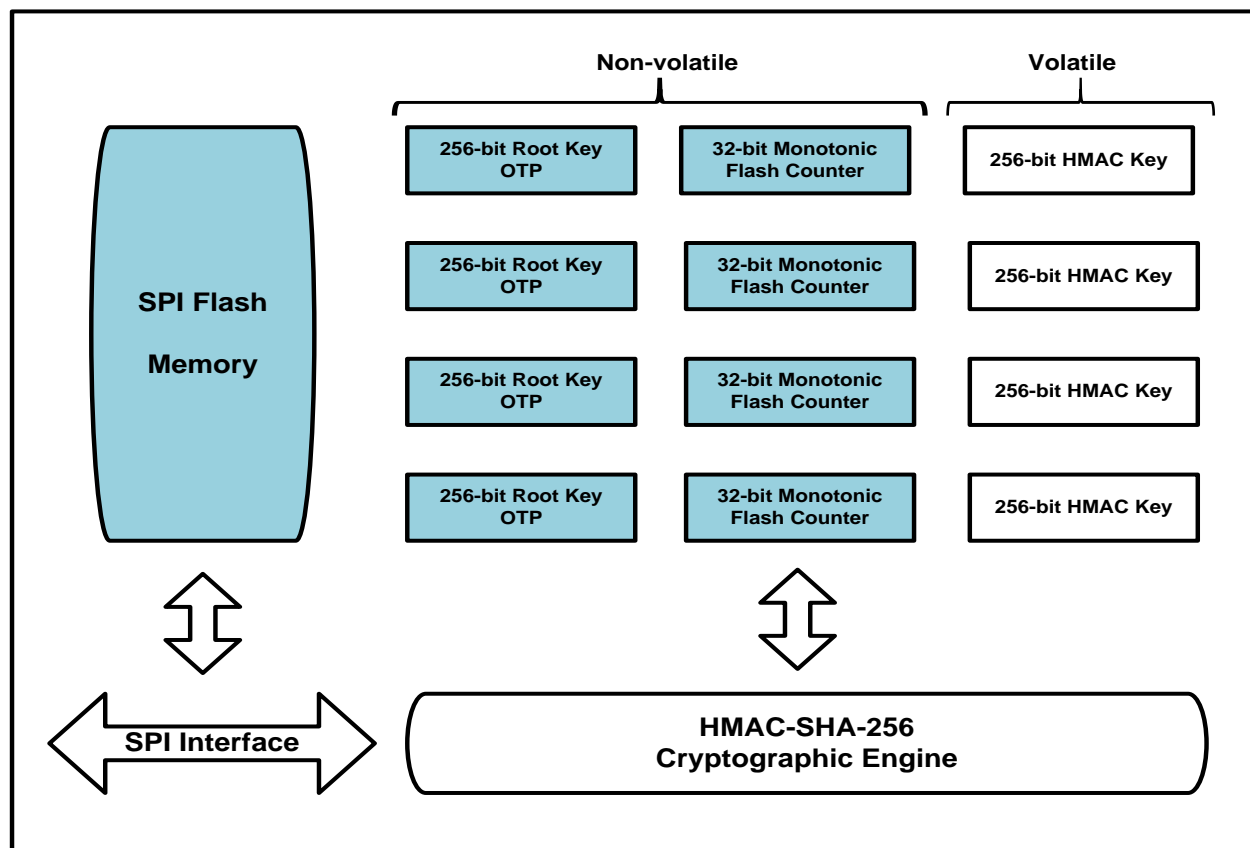 Non-volatile
Volatile
256-bit Root Key
OTP
32-bit Monotonic
Flash Counter
256-bit HMAC Key
256-bit Root Key
OTP
32-bit Monotonic
Flash Counter
256-bit HMAC Key
SPI Flash
Memory
256-bit Root Key
OTP
32-bit Monotonic
Flash Counter
256-bit HMAC Key
256-bit Root Key
OTP
32-bit Monotonic
Flash Counter
256-bit HMAC Key
SPI Interface
HMAC-SHA-256
Cryptographic Engine